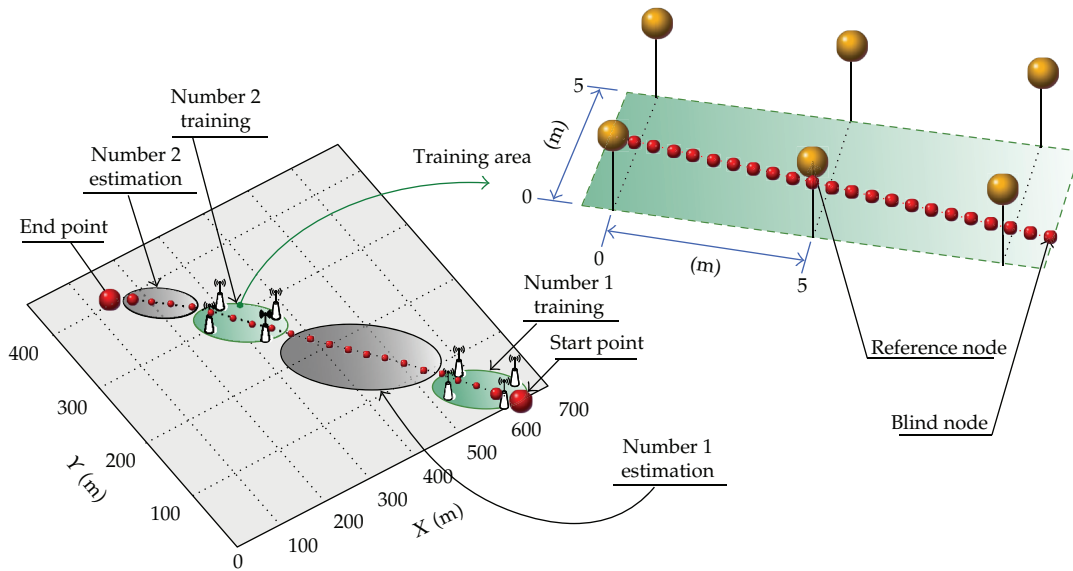 Number 2
training
Number 2
estimation
End point
Training area
5
(m)
0
0
(m)
5
Number 1
training
Start point
Reference node
Blind node
Number 1
estimation
400
300
200
100
0
Y (m)
100
200
300
400
500
600
700
X (m)